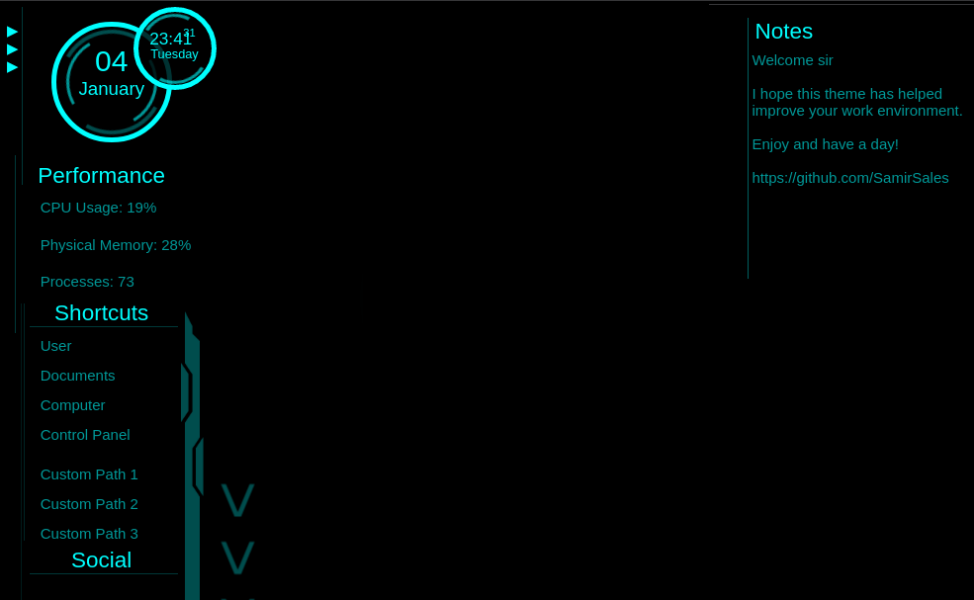 04
January
23:41
31
Tuesday
Performance
CPU Usage: 19%
Physical Memory: 28%
Processes: 73
Shortcuts
User
Documents
Computer
Control Panel
Custom Path 1
Custom Path 2
Custom Path 3
Social
Notes
Welcome sir
I hope this theme has helped
improve your work environment.
Enjoy and have a day!
https://github.com/SamirSales